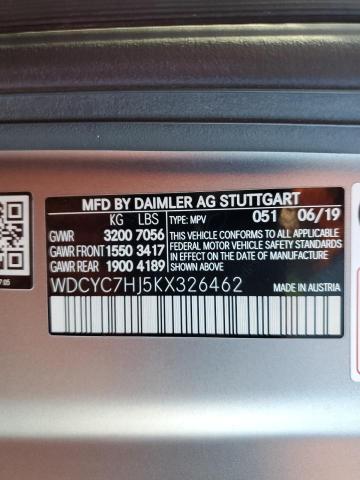 MFD BY DAIMLER AG STUTTGART
KG LBS TYPE: MPV 051 06/19
GVWR 3200 7056 THIS VEHICLE CONFORMS TO ALL APPLICABLE
GAWR FRONT 1550 3417 FEDERAL MOTOR VEHICLE SAFETY STANDARDS
GAWR REAR 1900 4189 IN EFFECT ON THE DATE OF MANUFACTURE
SHOWN ABOVE
WDCYC7HJ5KX326462 MADE IN AUSTRIA